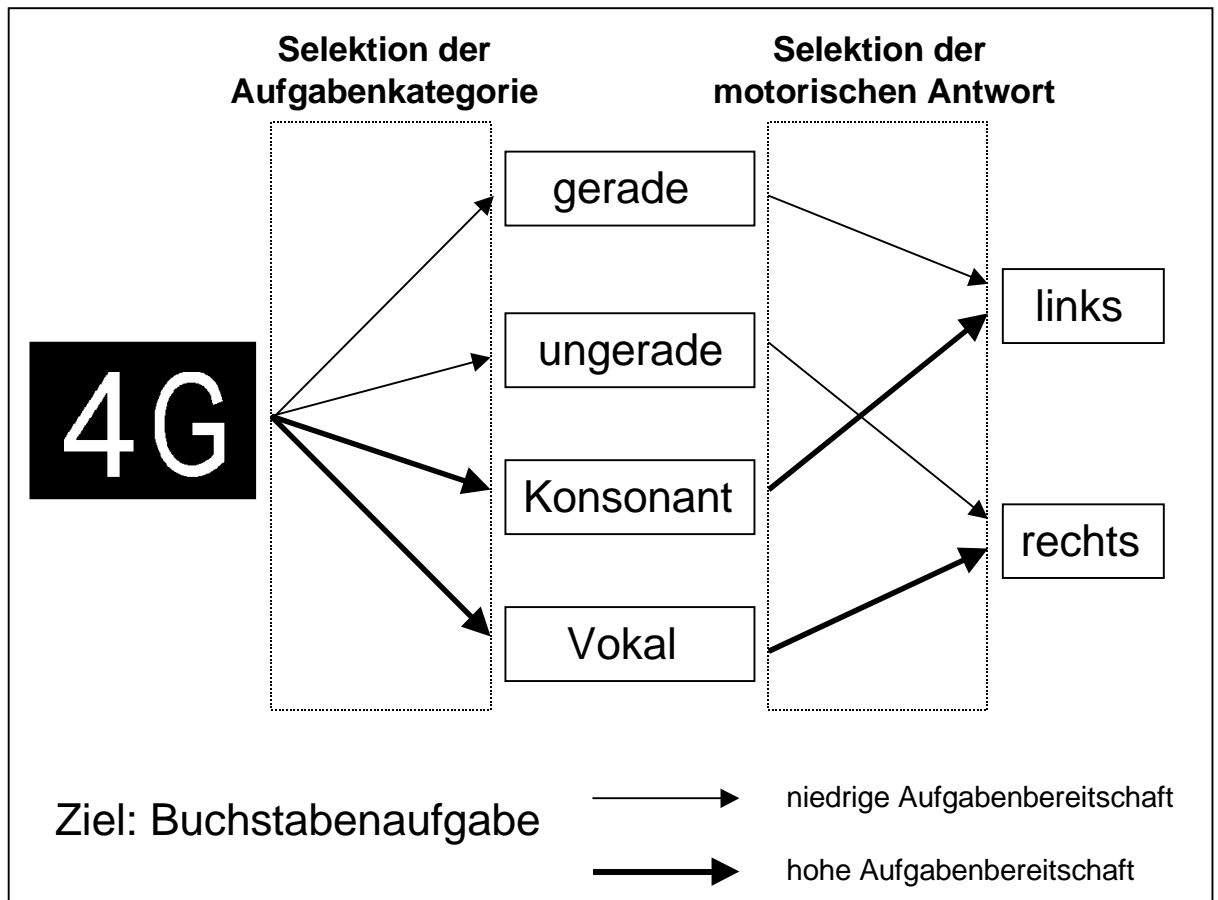 Selektion der
Aufgabenkategorie
Selektion der
motorischen Antwort
gerade
ungerade
Konsonant
Vokal
links
rechts
4G
Ziel: Buchstabenaufgabe
niedrige Aufgabenbereitschaft
hohe Aufgabenbereitschaft